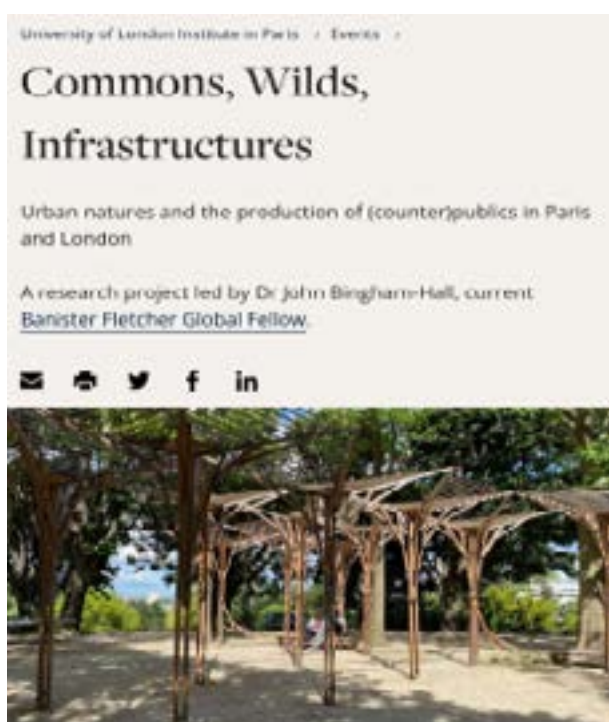 University of London Institute in Paris / Events /
Commons, Wilds,
Infrastructures
Urban natures and the production of (counter)publics in Paris
and London
A research project led by Dr John Bingham-Hall, current
Banister Fletcher Global Fellow.